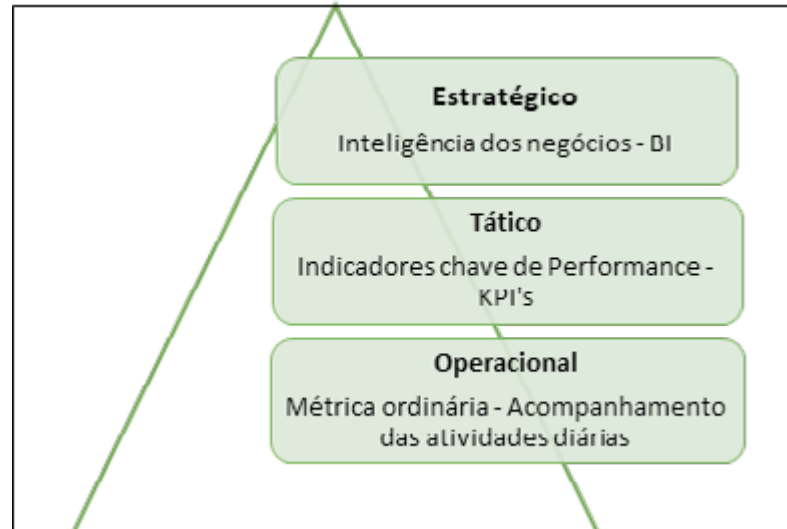 Estratégico
Inteligência dos negócios - BI
Tático
Indicadores chave de Performance -
KPI's
Operacional
Métrica ordinária - Acompanhamento
das atividades diárias